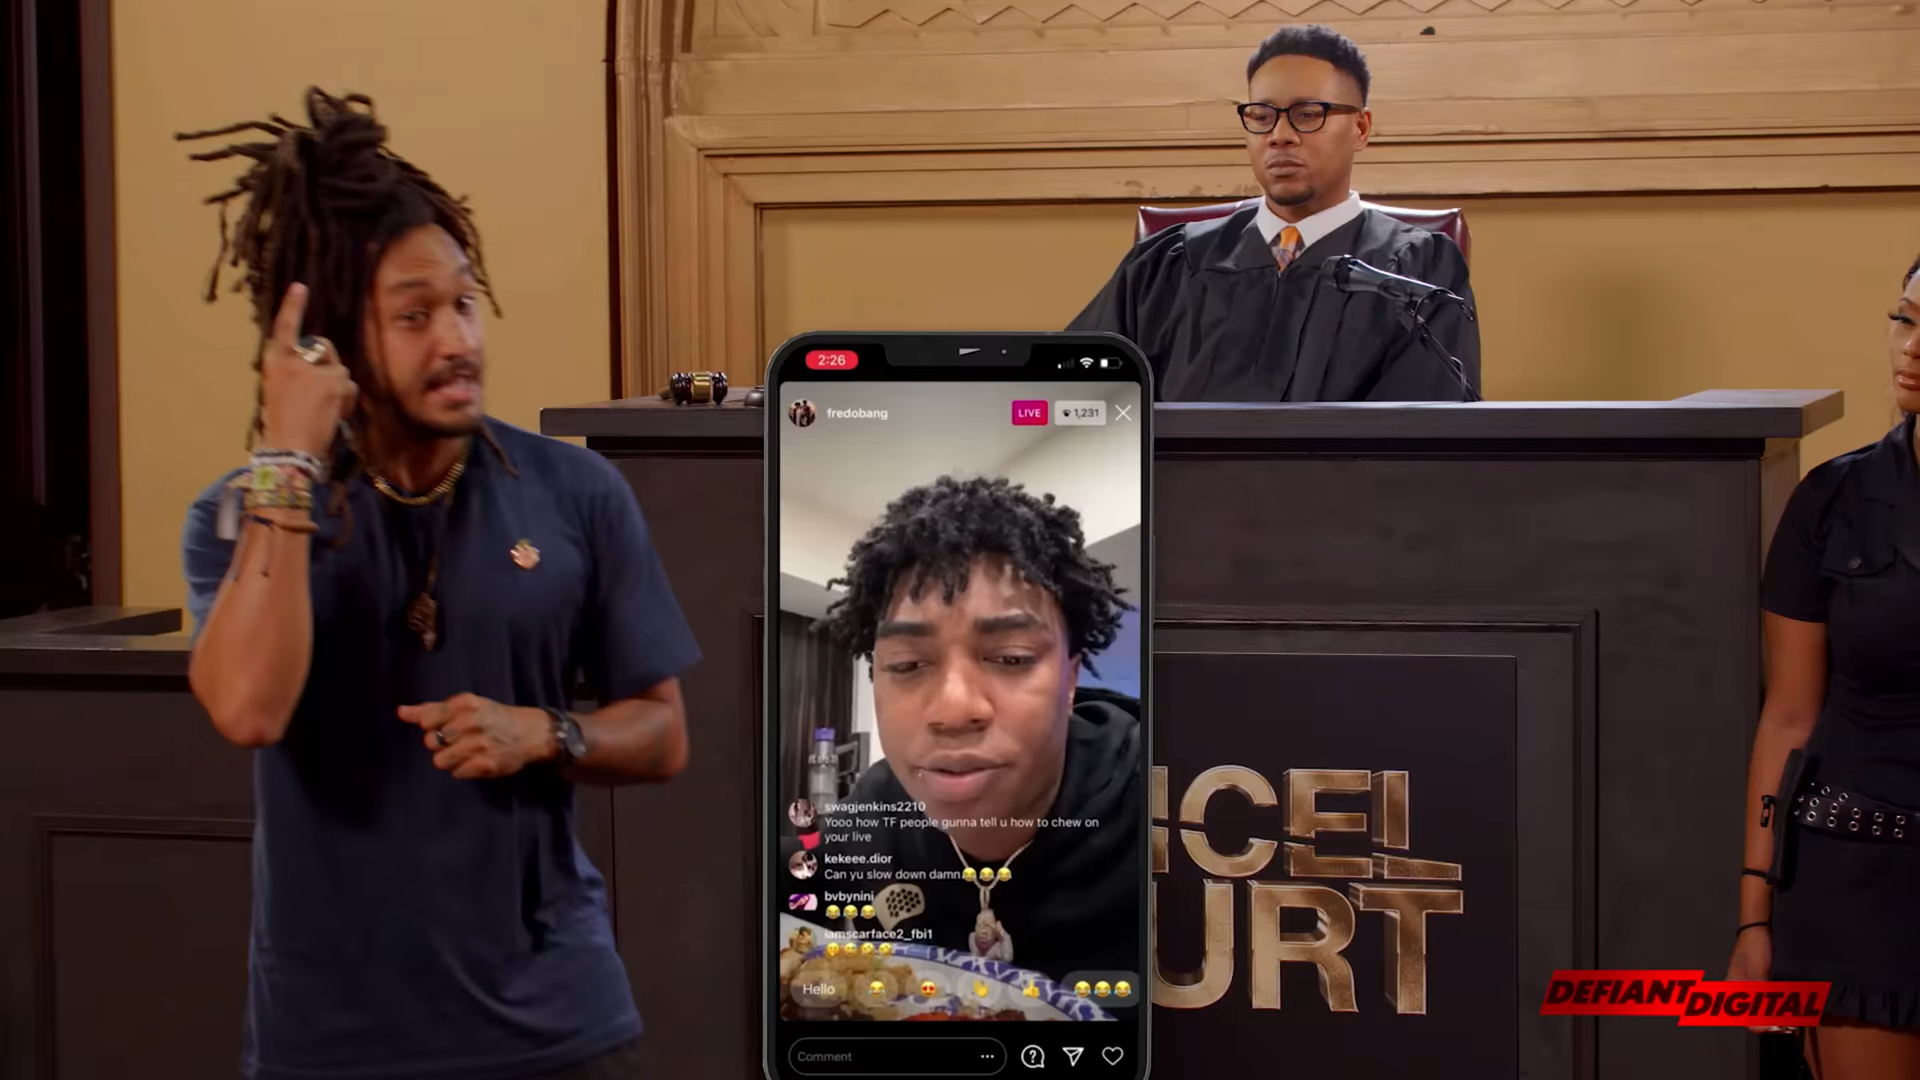 2:26
fredobang
LIVE
1,231
swagjenkins2210
Yooo how TF people gunna tell u how to chew on
your live
kekeee.dior
Can yu slow down damn😂😂😂
bvbynini
😂😂😂
iamscarface2_fbi1
Hello
Comment
NCEL
URT
DEFIANT DIGITAL